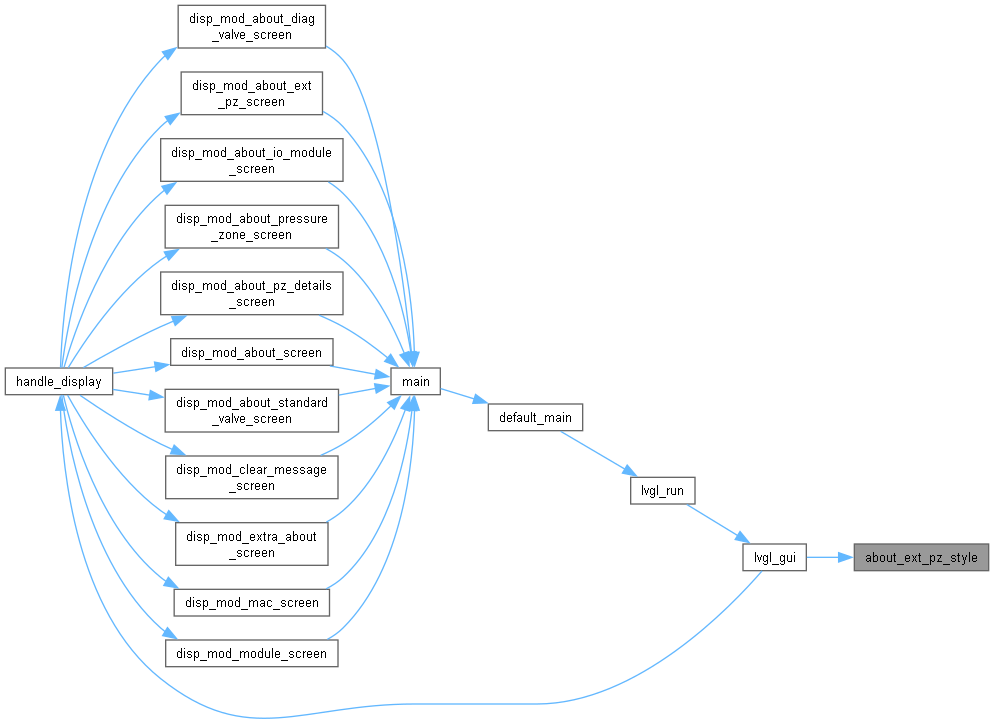 disp_mod_about_diag
_valve_screen
disp_mod_about_ext
_pz_screen
disp_mod_about_io_module
_screen
disp_mod_about_pressure
_zone_screen
disp_mod_about_pz_details
_screen
disp_mod_about_screen
handle_display
main
disp_mod_about_standard
_valve_screen
default_main
disp_mod_clear_message
_screen
lvgl_run
disp_mod_extra_about
_screen
lvgl_gui
about_ext_pz_style
disp_mod_mac_screen
disp_mod_module_screen